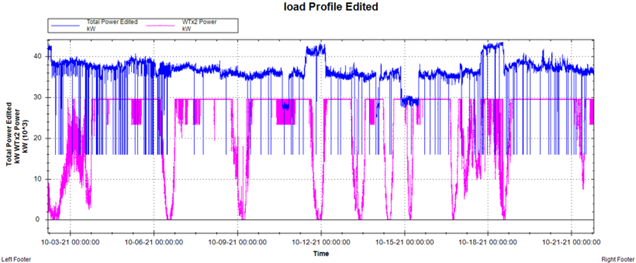 load Profile Edited
Total Power Edited
kW
WTx2 Power
kW
Total Power Edited
kW WTx2 Power
kW (10^3)
40
30
20
10
0
10-03-21 00:00:00
10-06-21 00:00:00
10-09-21 00:00:00
10-12-21 00:00:00
10-15-21 00:00:00
10-18-21 00:00:00
10-21-21 00:00:00
Time
Left Footer
Right Footer